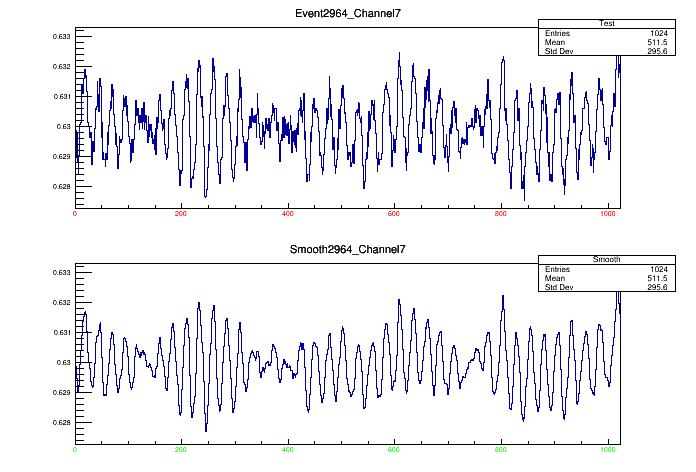 Event2964_Channel7
Test
Entries 1024
Mean 511.5
Std Dev 295.6
0.633
0.632
0.631
0.63
0.629
0.628
0 200 400 600 800 1000
Smooth2964_Channel7
Smooth
Entries 1024
Mean 511.5
Std Dev 295.6
0.633
0.632
0.631
0.63
0.629
0.628
0 200 400 600 800 1000